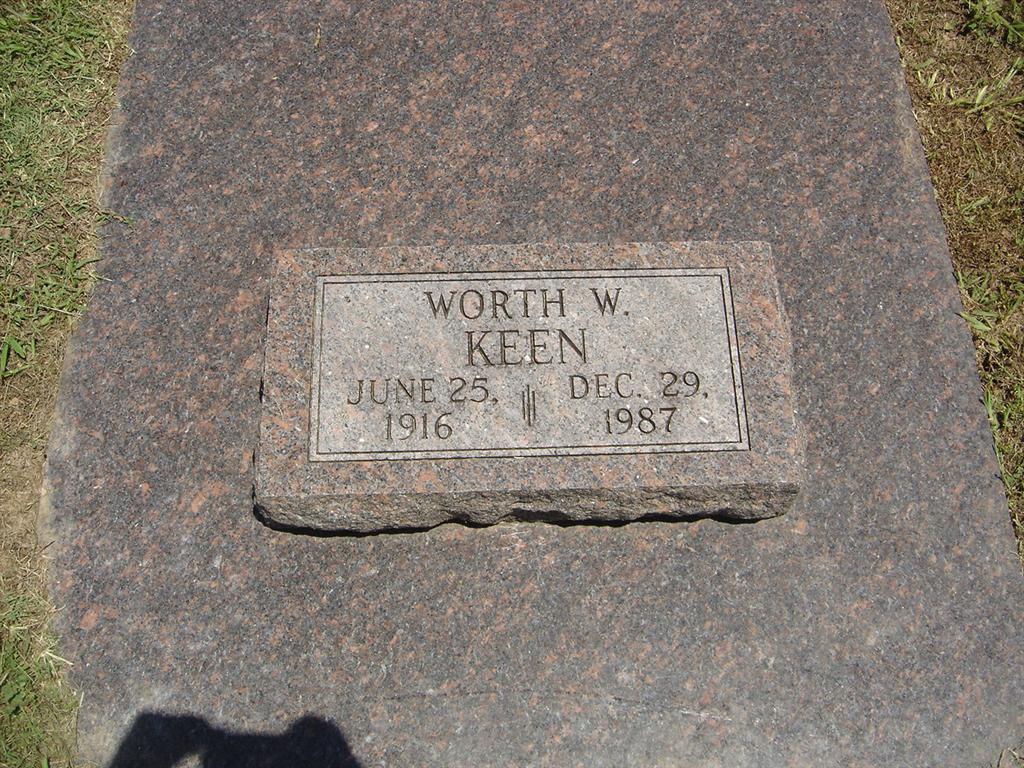 WORTH W.
KEEN
JUNE 25, DEC. 29,
1916 1987